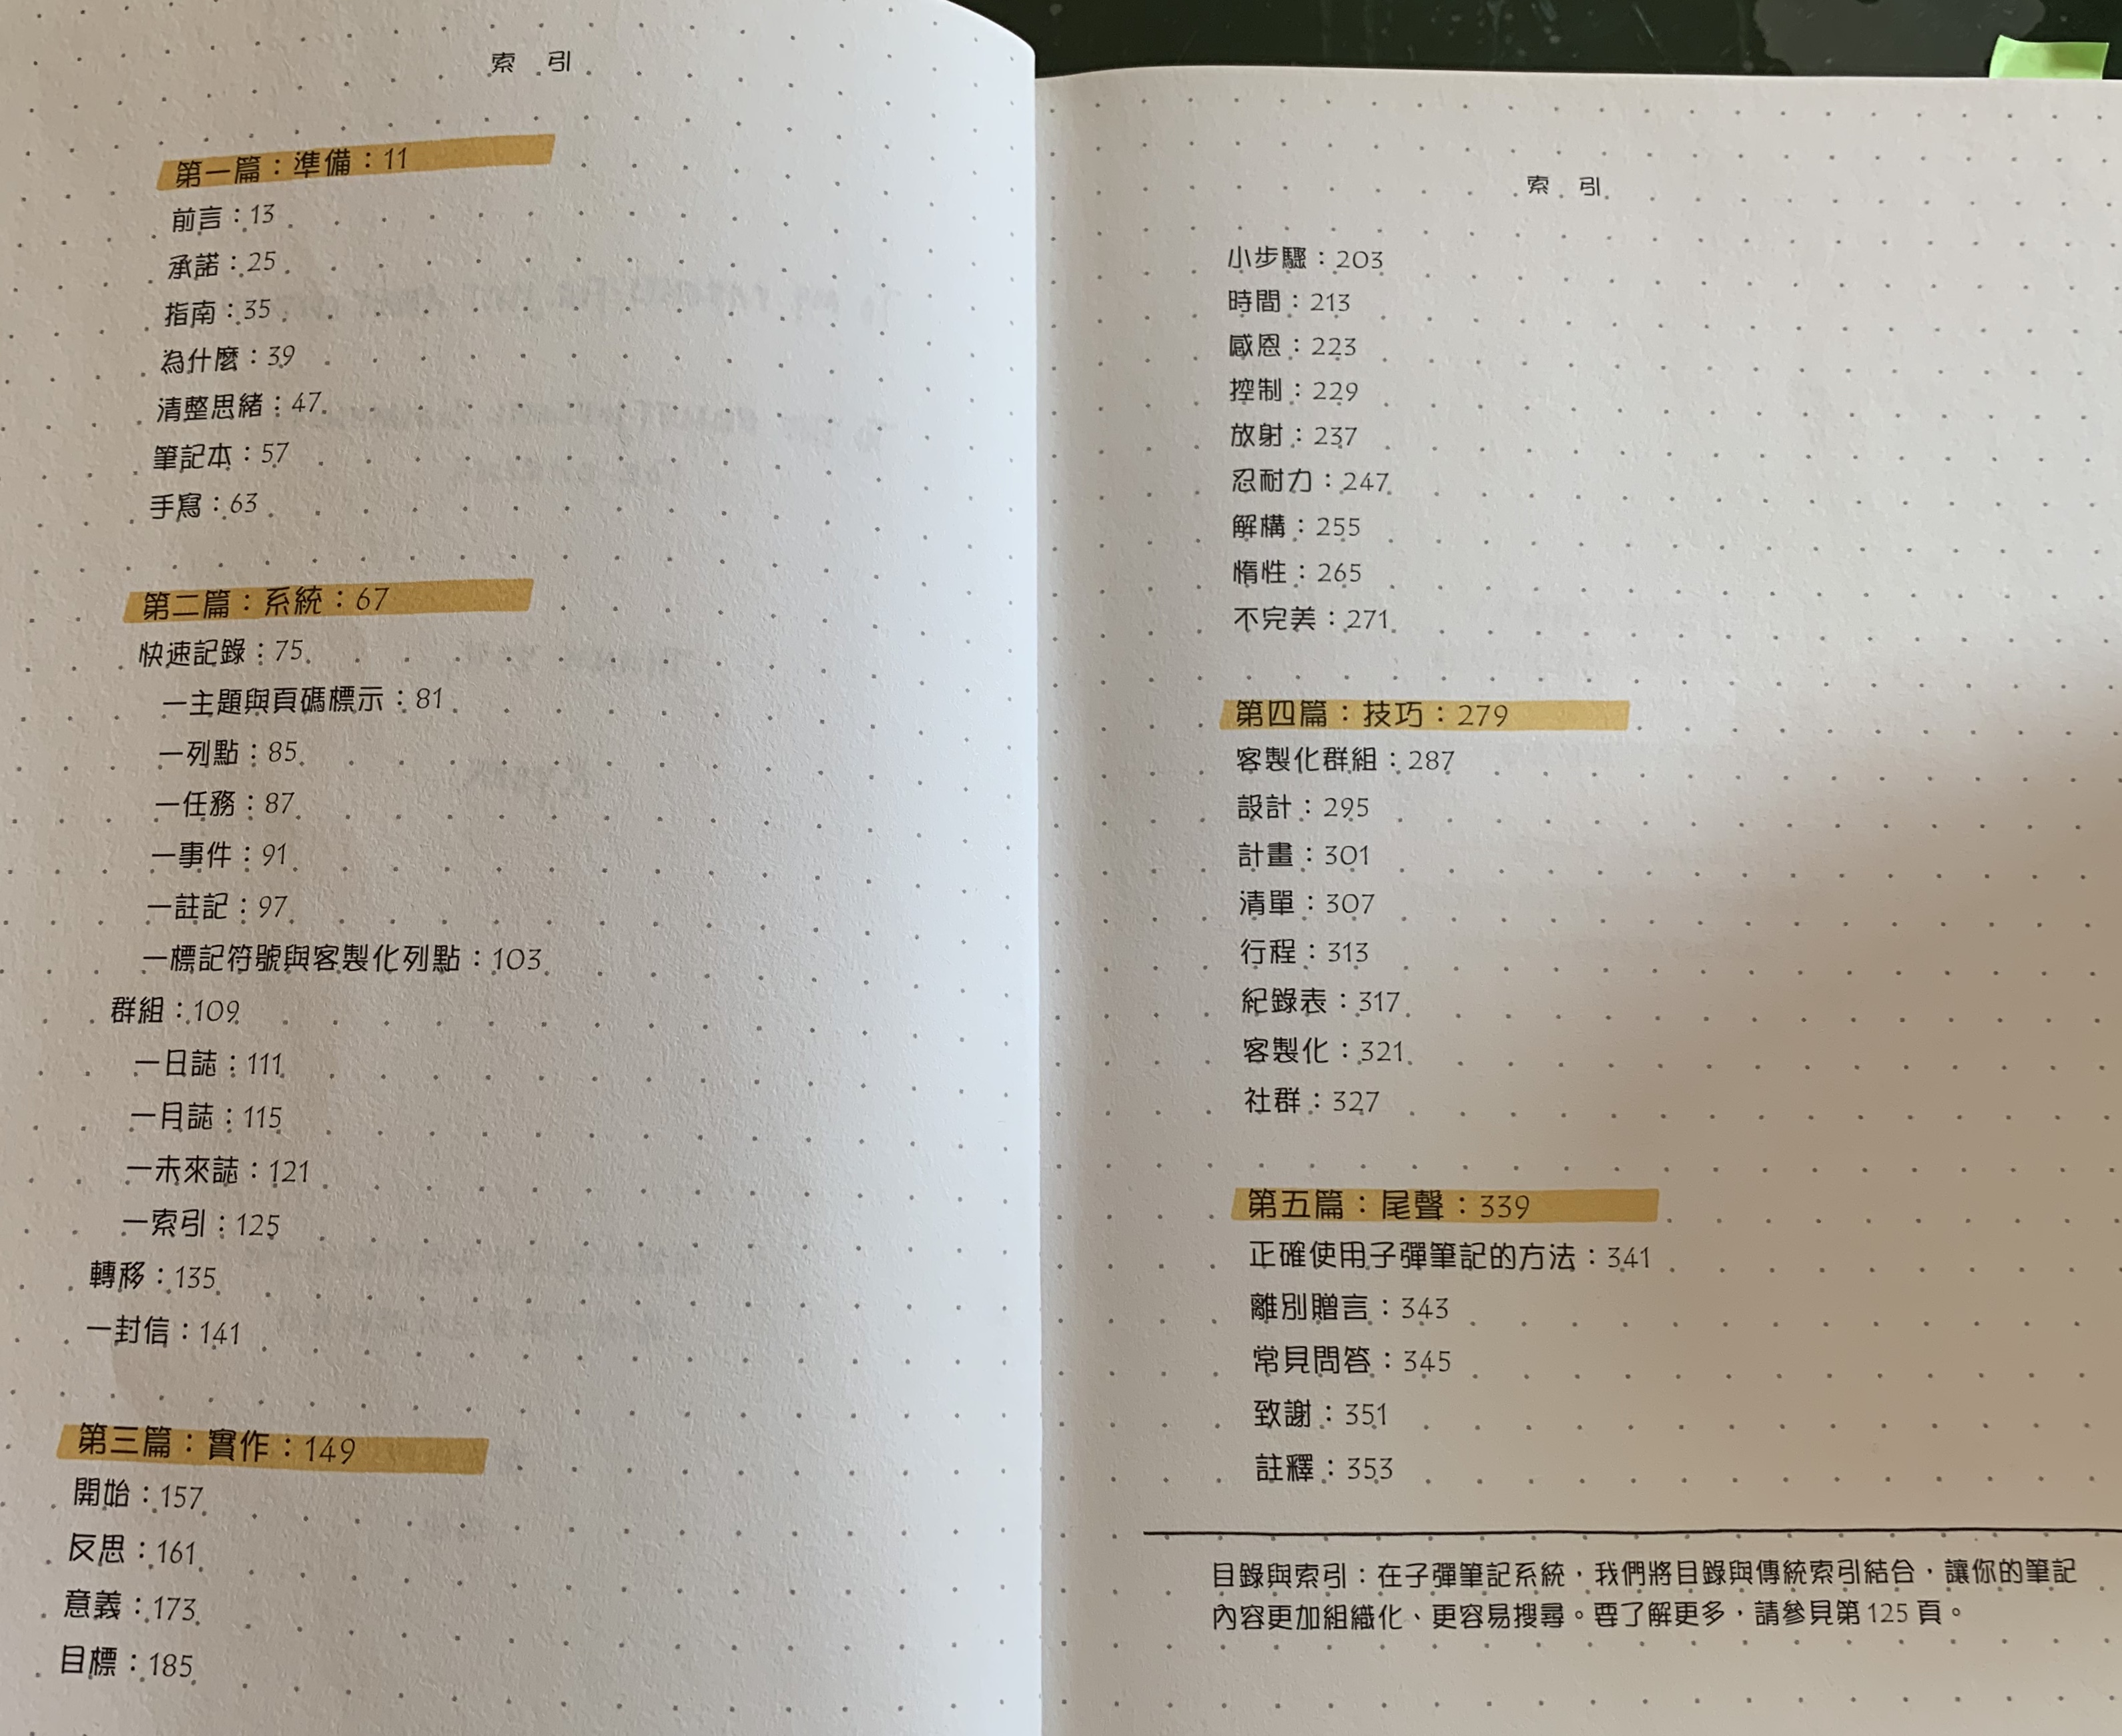 索引
第一篇：準備：11
前言：13
承諾：25
指南：35
為什麼：39
清整思緒：47
筆記本：57
手寫：63
第二篇：系統：67
快速記錄：75
—主題與頁碼標示：81
—列點：85
—任務：87
—事件：91
—註記：97
—標記符號與客製化列點：103
群組：109
—日誌：111
—月誌：115
—未來誌：121
—索引：125
轉移：135
一封信：141
第三篇：實作：149
開始：157
反思：161
意義：173
目標：185
索引
小步驟：203
時間：213
感恩：223
控制：229
放射：237
忍耐力：247
解構：255
惰性：265
不完美：271
第四篇：技巧：279
客製化群組：287
設計：295
計畫：301
清單：307
行程：313
紀錄表：317
客製化：321
社群：327
第五篇：尾聲：339
正確使用子彈筆記的方法：341
離別贈言：343
常見問答：345
致謝：351
註釋：353
目錄與索引：在子彈筆記系統，我們將目錄與傳統索引結合，讓你的筆記
內容更加組織化、更容易搜尋。要了解更多，請參見第125頁。